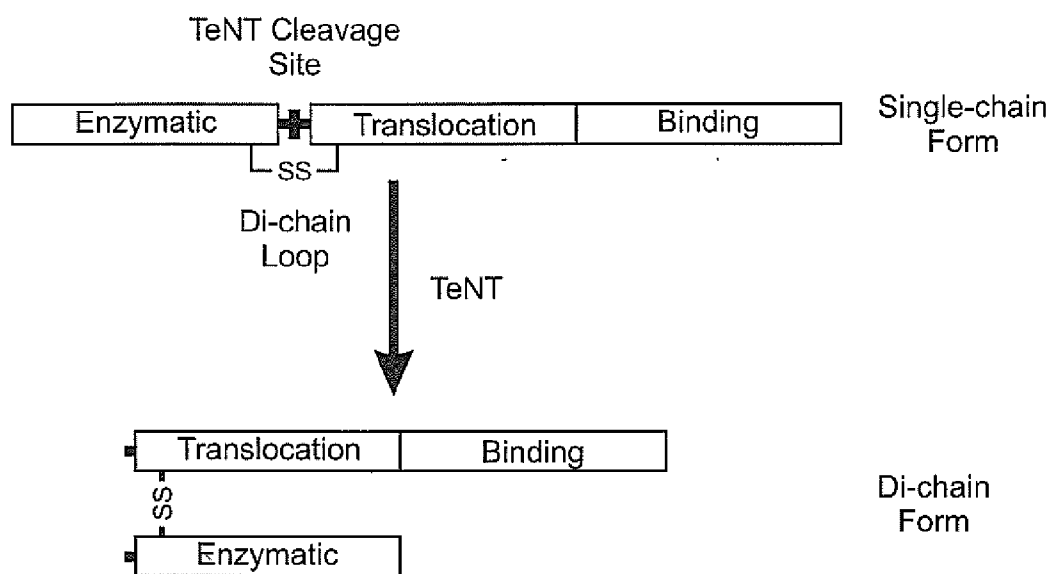 TeNT Cleavage
Site
Enzymatic
Translocation
Binding
Single-chain
Form
SS
Di-chain
Loop
TeNT
Translocation
Binding
SS
Di-chain
Form
Enzymatic